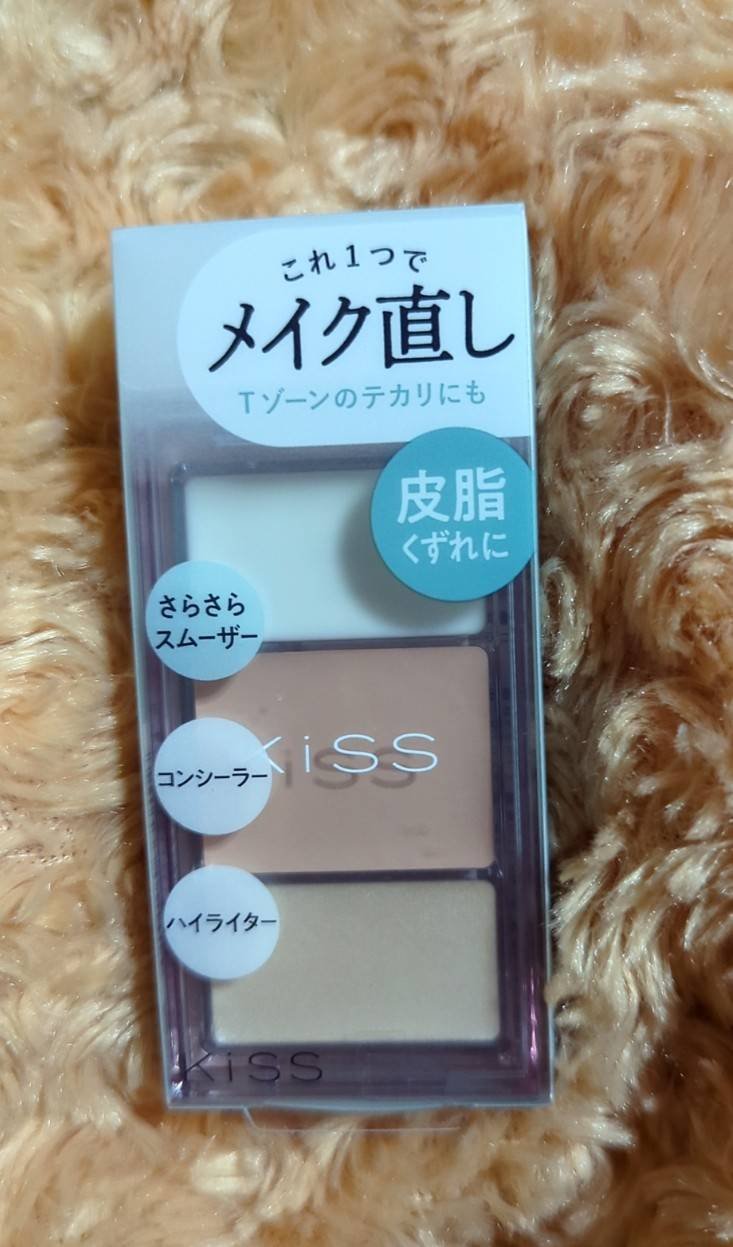 これ1つで
メイク直し
Tゾーンのテカリにも
皮脂
くずれに
さらさら
スムーザー
KiSS
コンシーラー
ハイライター
KiSS